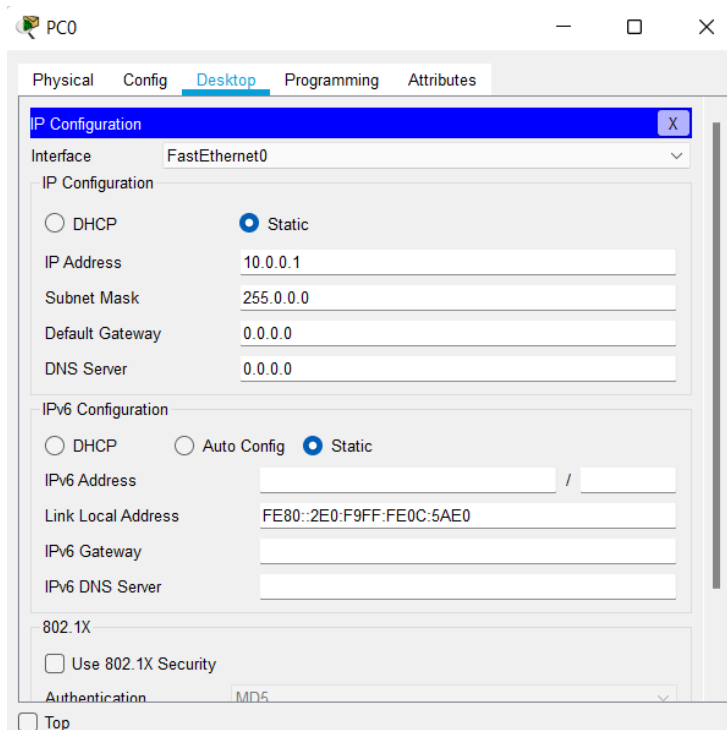 PC0
Physical Config Desktop Programming Attributes
IP Configuration X
Interface FastEthernet0
IP Configuration
DHCP Static
IP Address 10.0.0.1
Subnet Mask 255.0.0.0
Default Gateway 0.0.0.0
DNS Server 0.0.0.0
IPv6 Configuration
DHCP Auto Config Static
IPv6 Address /
Link Local Address FE80::2E0:F9FF:FE0C:5AE0
IPv6 Gateway
IPv6 DNS Server
802.1X
Use 802.1X Security
Authentication MD5
Top